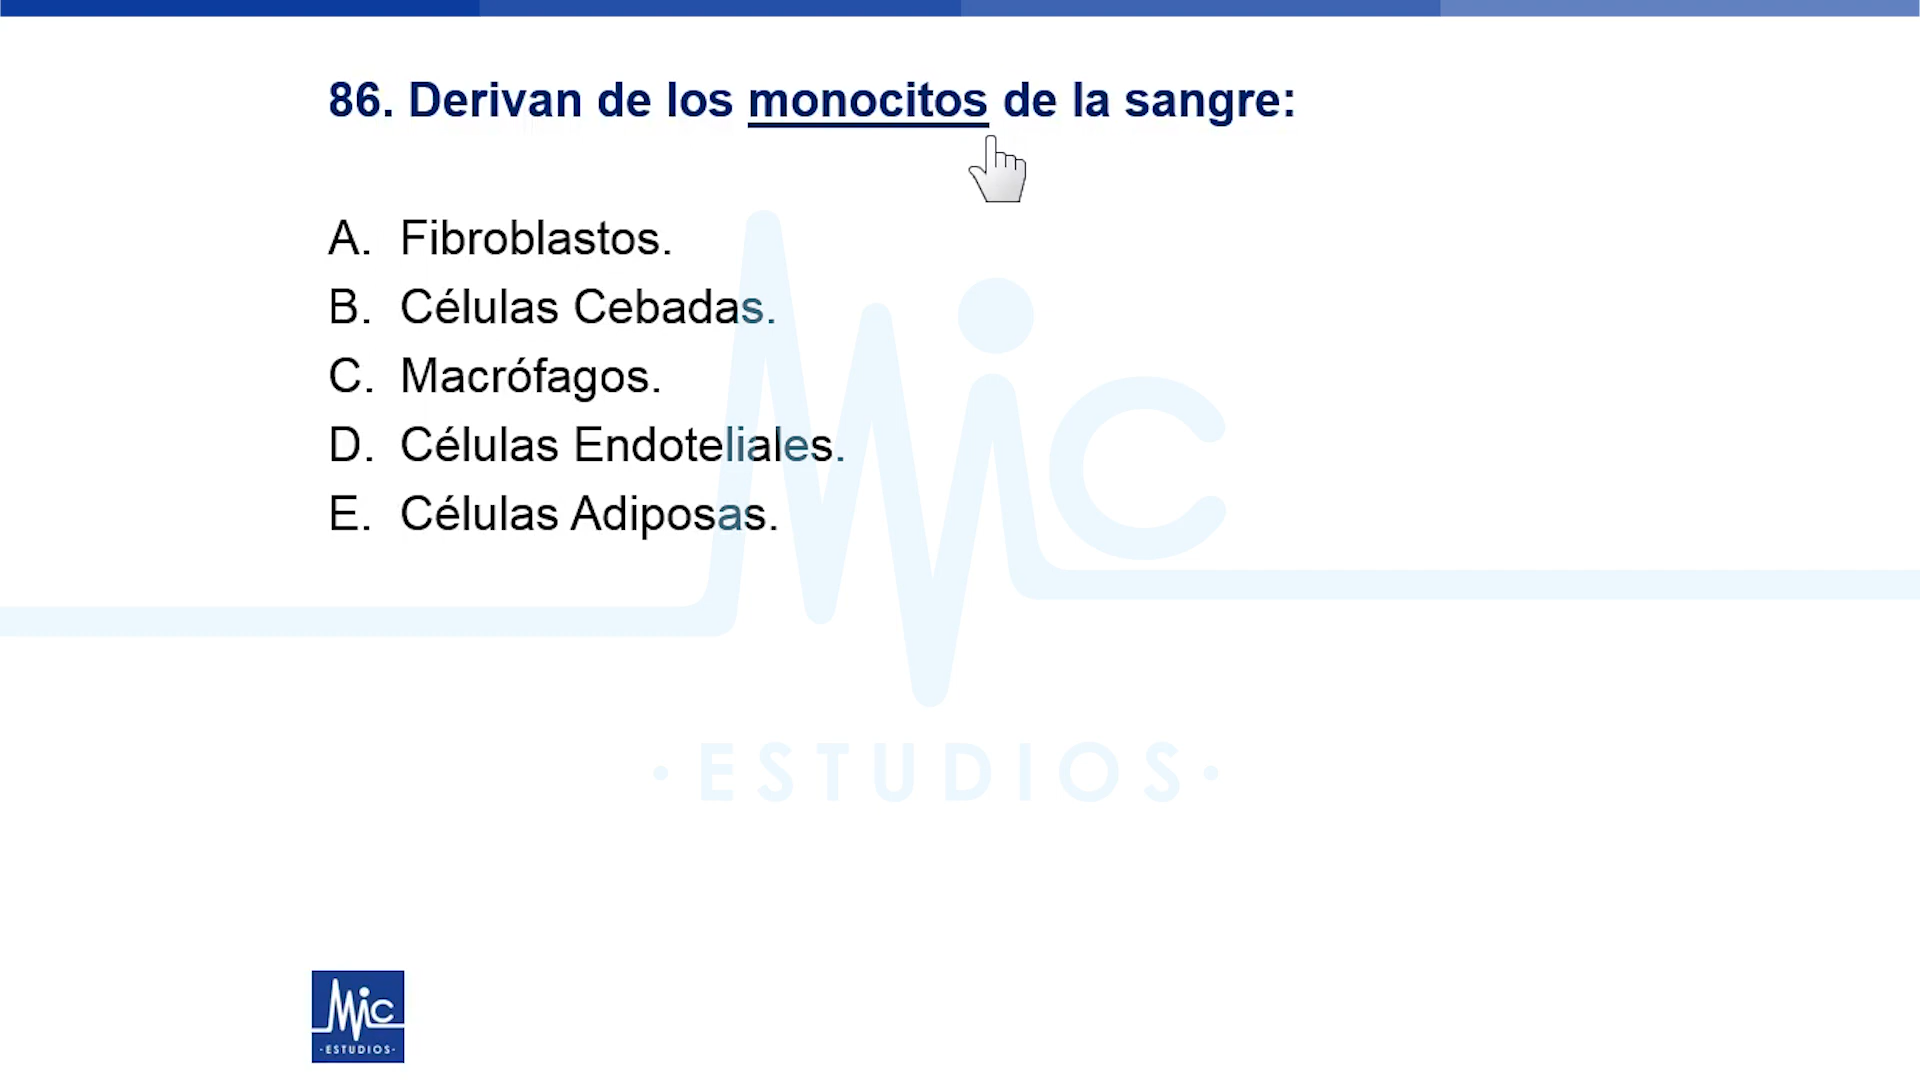 86. Derivan de los monocitos de la sangre:
A. Fibroblastos.
B. Células Cebadas.
C. Macrófagos.
D. Células Endoteliales.
E. Células Adiposas.
Mic
·ESTUDIOS·
Mic
·ESTUDIOS·